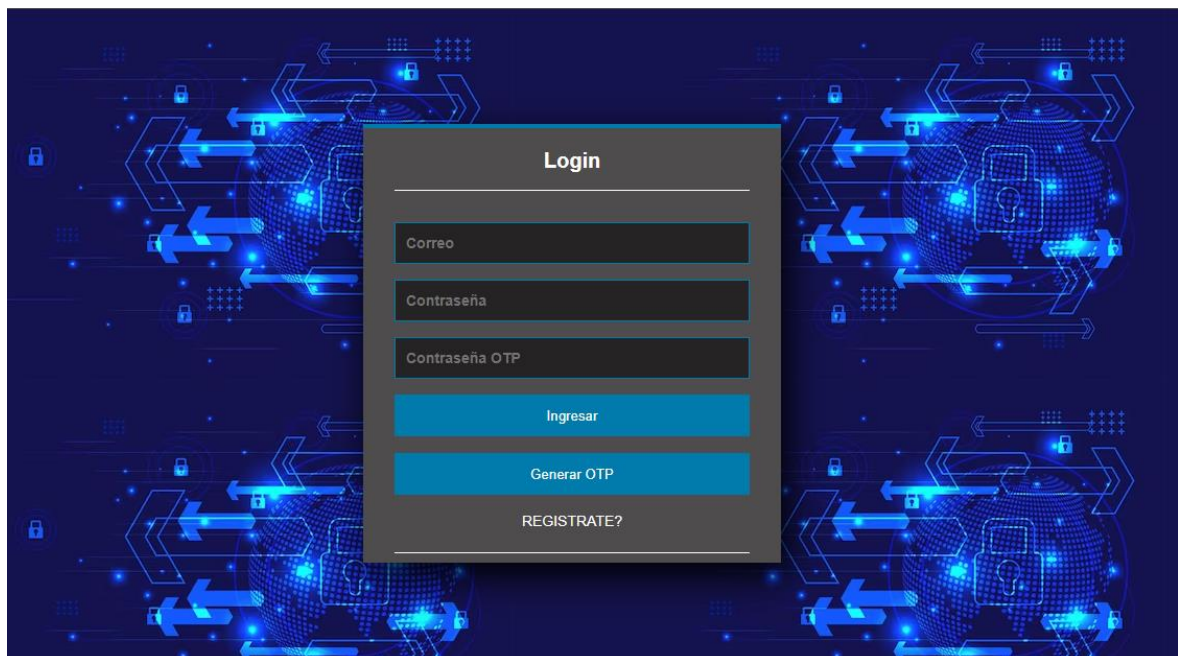 Login
Correo
Contraseña
Contraseña OTP
Ingresar
Generar OTP
REGISTRATE?